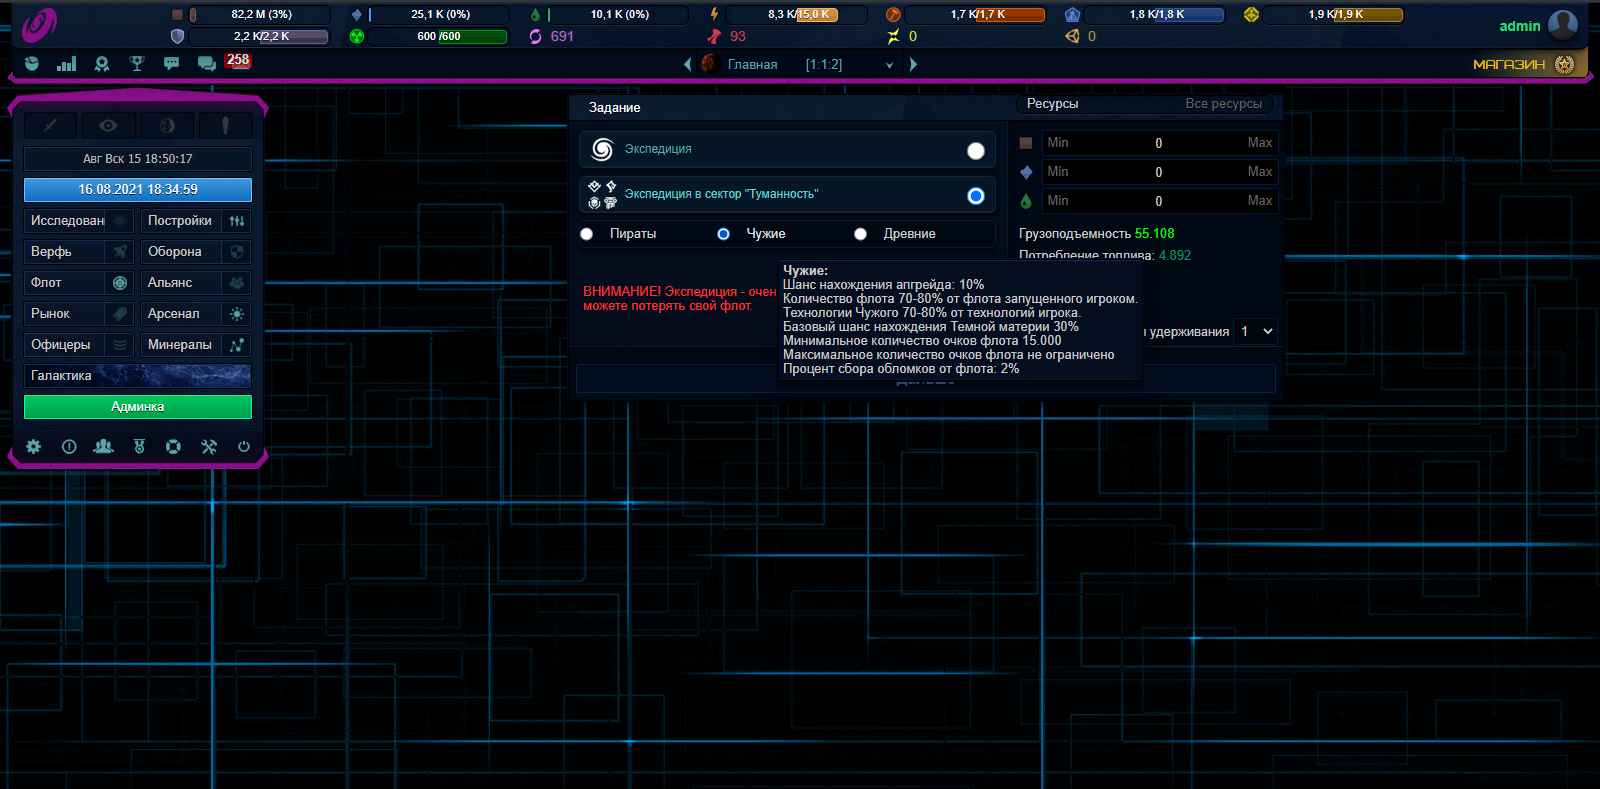 82,2 M (3%)
25,1 K (0%)
10,1 K (0%)
8,3 K/15,0 K
1,7 K/1,7 K
1,8 K/1,8 K
1,9 K/1,9 K
2,2 K/2,2 K
600 /600
691
93
0
0
admin
258
Главная [1:1:2]
МАГАЗИН
Авг Вск 15 18:50:17
16.08.2021 18:34:59
Исследован
Постройки
Верфь
Оборона
Флот
Альянс
Рынок
Арсенал
Офицеры
Минералы
Галактика
Админка
Задание
Экспедиция
Экспедиция в сектор "Туманность"
Пираты
Чужие
Древние
ВНИМАНИЕ! Экспедиция - очен
можете потерять свой флот.
Чужие:
Шанс нахождения апгрейда: 10%
Количество флота 70-80% от флота запущенного игроком.
Технологии Чужого 70-80% от технологий игрока.
Базовый шанс нахождения Темной материи 30%
Минимальное количество очков флота 15.000
Максимальное количество очков флота не ограничено
Процент сбора обломков от флота: 2%
Ресурсы
Все ресурсы
Min 0 Max
Min 0 Max
Min 0 Max
Грузоподъемность 55.108
Потребление топлива: 4.892
удерживания 1